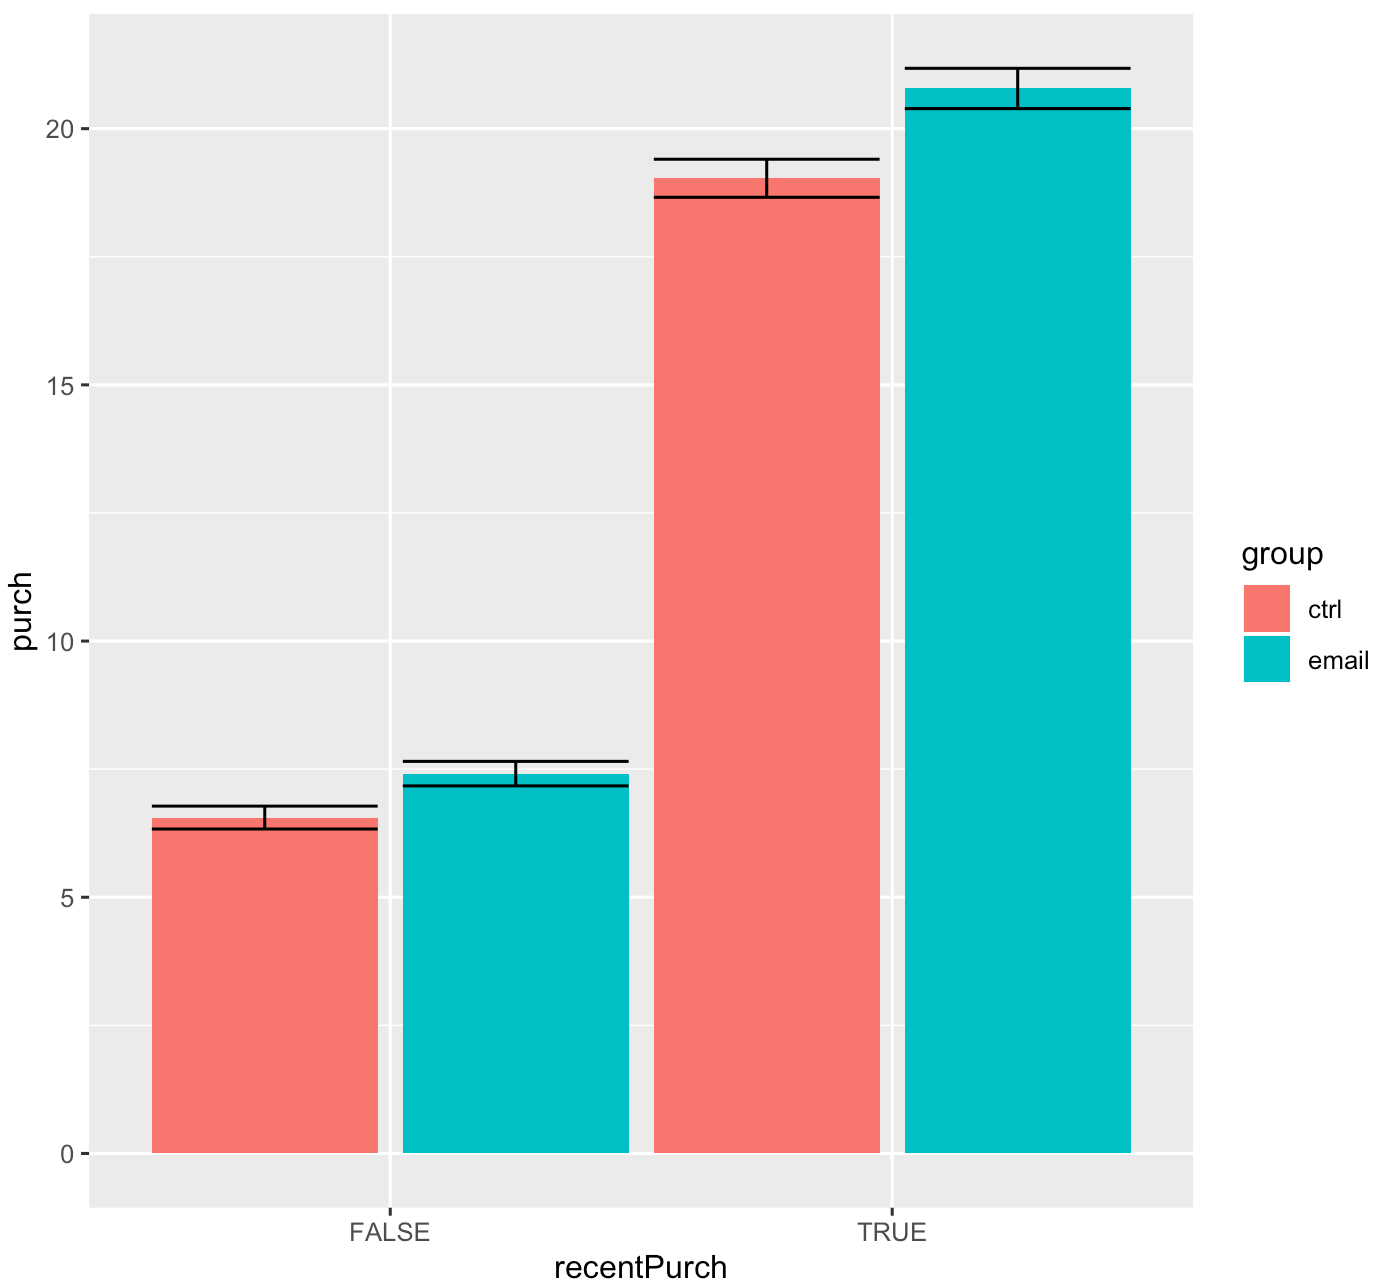 purch
20
15
10
5
0
FALSE
TRUE
recentPurch
group
ctrl
email